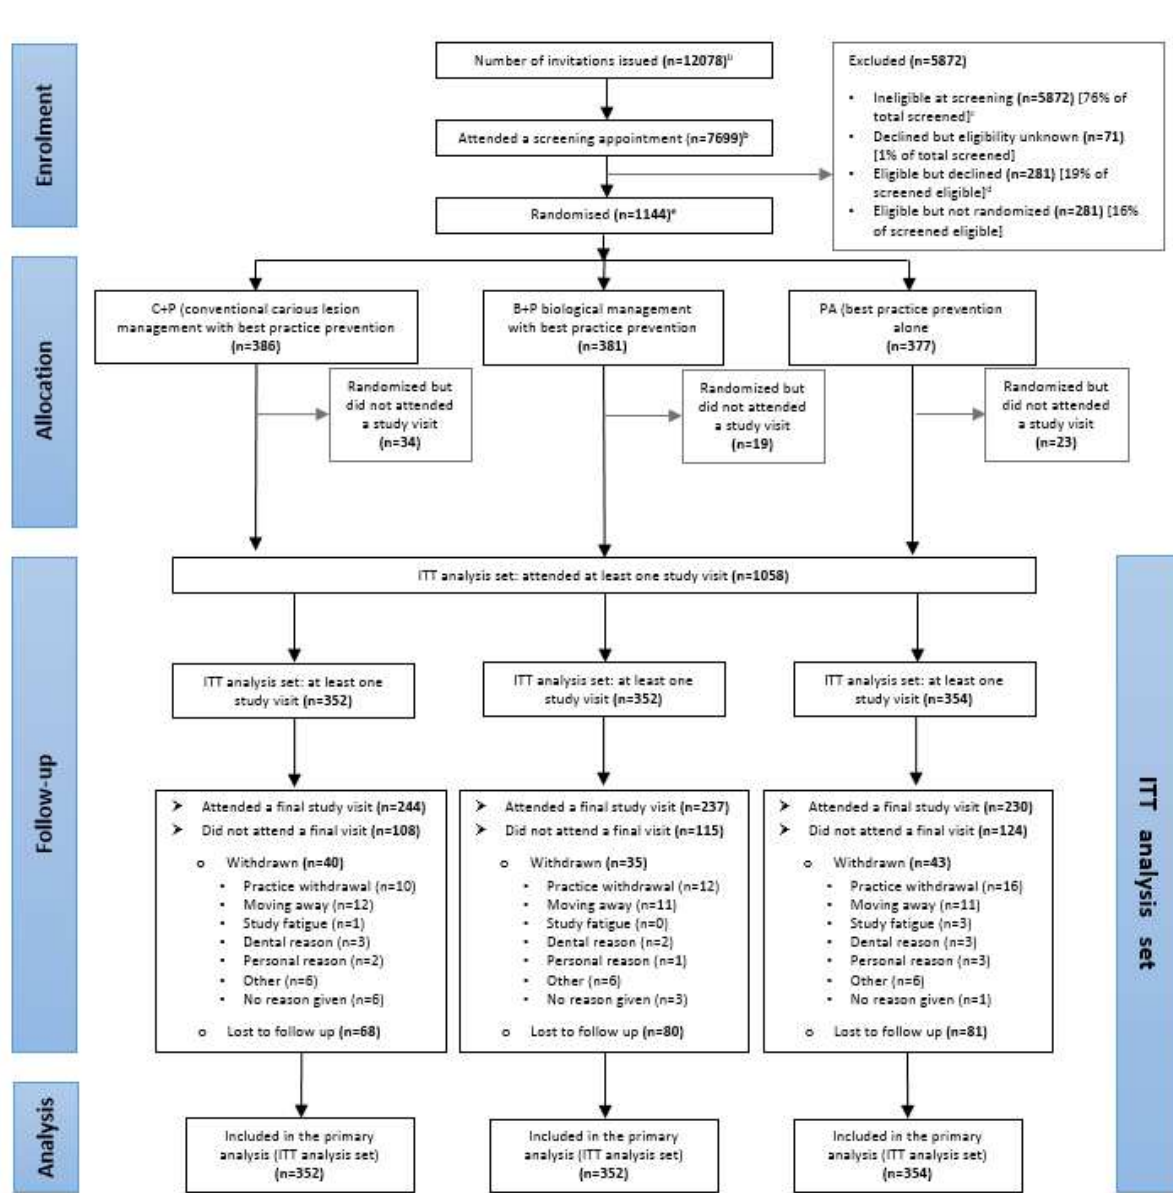 Enrolment
Number of invitations issued (n=12078)ᵇ
Attended a screening appointment (n=7699)ᵇ
Randomised (n=1144)ᵉ
Excluded (n=5872)
• Ineligible at screening (n=5872) [76% of
total screened]ᶜ
• Declined but eligibility unknown (n=71)
[1% of total screened]
• Eligible but declined (n=281) [19% of
screened eligible]ᵈ
• Eligible but not randomized (n=281) [16%
of screened eligible]
Allocation
C+P (conventional carious lesion
management with best practice prevention
(n=386)
B+P biological management
with best practice prevention
(n=381)
PA (best practice prevention
alone
(n=377)
Randomized but
did not attended
a study visit
(n=34)
Randomized but
did not attended
a study visit
(n=19)
Randomized but
did not attended
a study visit
(n=23)
Follow-up
ITT analysis set: attended at least one study visit (n=1058)
ITT analysis set: at least one
study visit (n=352)
ITT analysis set: at least one
study visit (n=352)
ITT analysis set: at least one
study visit (n=354)
➢ Attended a final study visit (n=244)
➢ Did not attend a final visit (n=108)
o Withdrawn (n=40)
• Practice withdrawal (n=10)
• Moving away (n=12)
• Study fatigue (n=1)
• Dental reason (n=3)
• Personal reason (n=2)
• Other (n=6)
• No reason given (n=6)
o Lost to follow up (n=68)
➢ Attended a final study visit (n=237)
➢ Did not attend a final visit (n=115)
o Withdrawn (n=35)
• Practice withdrawal (n=12)
• Moving away (n=11)
• Study fatigue (n=0)
• Dental reason (n=2)
• Personal reason (n=1)
• Other (n=6)
• No reason given (n=3)
o Lost to follow up (n=80)
➢ Attended a final study visit (n=230)
➢ Did not attend a final visit (n=124)
o Withdrawn (n=43)
• Practice withdrawal (n=16)
• Moving away (n=11)
• Study fatigue (n=3)
• Dental reason (n=3)
• Personal reason (n=3)
• Other (n=6)
• No reason given (n=1)
o Lost to follow up (n=81)
ITT analysis set
Analysis
Included in the primary
analysis (ITT analysis set)
(n=352)
Included in the primary
analysis (ITT analysis set)
(n=352)
Included in the primary
analysis (ITT analysis set)
(n=354)